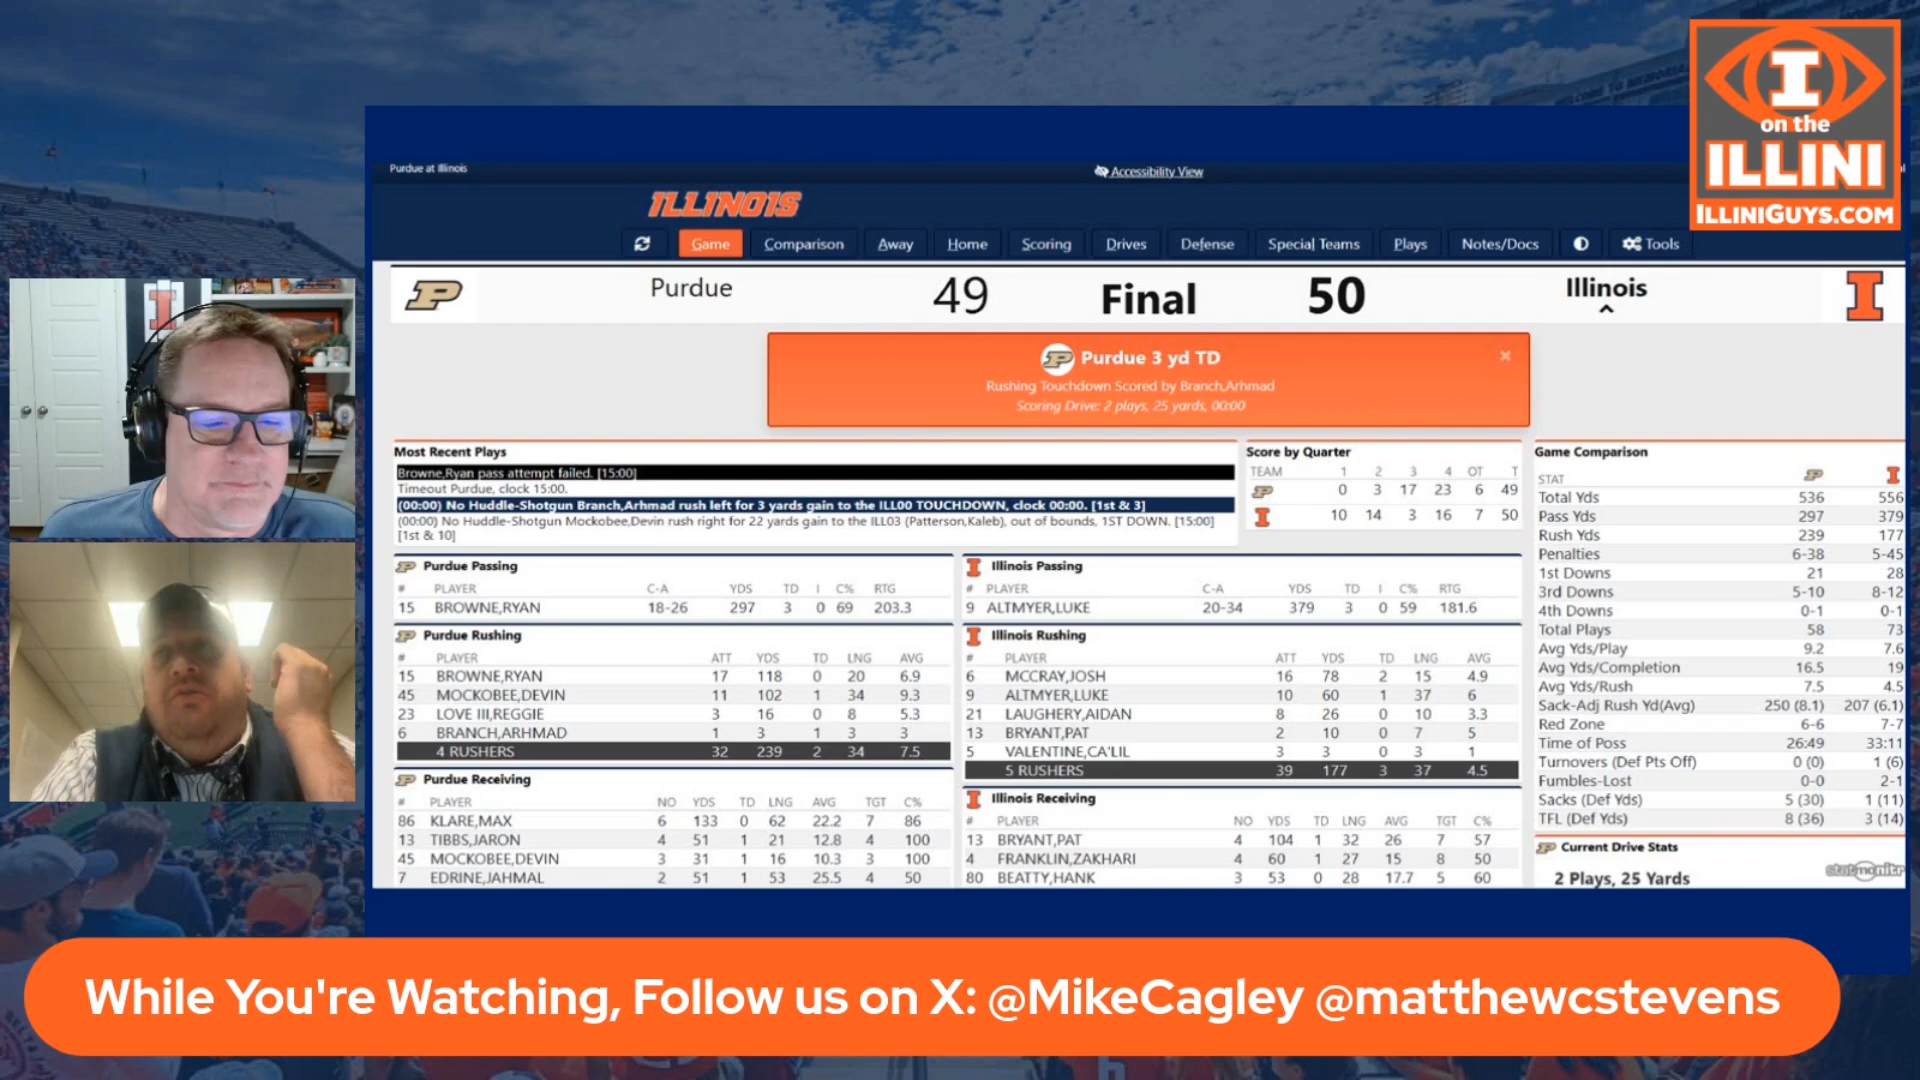 I
on the
ILLINI
ILLINIGUYS.COM
Purdue at Illinois
Accessibility View
ILLINOIS
Game Comparison Away Home Scoring Drives Defense Special Teams Plays Notes/Docs Tools
P Purdue 49 Final 50 Illinois I
P Purdue 3 yd TD ×
Rushing Touchdown Scored by Branch,Arhmad
Scoring Drive: 2 plays, 25 yards, 00:00
Most Recent Plays
Browne,Ryan pass attempt failed. [15:00]
Timeout Purdue, clock 15:00.
(00:00) No Huddle-Shotgun Branch,Arhmad rush left for 3 yards gain to the ILL00 TOUCHDOWN, clock 00:00. [1st & 3]
(00:00) No Huddle-Shotgun Mockobee,Devin rush right for 22 yards gain to the ILL03 (Patterson,Kaleb), out of bounds, 1ST DOWN. [15:00]
[1st & 10]
Score by Quarter
TEAM 1 2 3 4 OT T
P 0 3 17 23 6 49
I 10 14 3 16 7 50
Game Comparison
STAT P I
Total Yds 536 556
Pass Yds 297 379
Rush Yds 239 177
Penalties 6-38 5-45
1st Downs 21 28
3rd Downs 5-10 8-12
4th Downs 0-1 0-1
Total Plays 58 73
Avg Yds/Play 9.2 7.6
Avg Yds/Completion 16.5 19
Avg Yds/Rush 7.5 4.5
Sack-Adj Rush Yd(Avg) 250 (8.1) 207 (6.1)
Red Zone 6-6 7-7
Time of Poss 26:49 33:11
Turnovers (Def Pts Off) 0 (0) 1 (6)
Fumbles-Lost 0-0 2-1
Sacks (Def Yds) 5 (30) 1 (11)
TFL (Def Yds) 8 (36) 3 (14)
P Current Drive Stats
statmonitr
2 Plays, 25 Yards
P Purdue Passing
# PLAYER C-A YDS TD I C% RTG
15 BROWNE,RYAN 18-26 297 3 0 69 203.3
P Purdue Rushing
# PLAYER ATT YDS TD LNG AVG
15 BROWNE,RYAN 17 118 0 20 6.9
45 MOCKOBEE,DEVIN 11 102 1 34 9.3
23 LOVE III,REGGIE 3 16 0 8 5.3
6 BRANCH,ARHMAD 1 3 1 3 3
4 RUSHERS 32 239 2 34 7.5
P Purdue Receiving
# PLAYER NO YDS TD LNG AVG TGT C%
86 KLARE,MAX 6 133 0 62 22.2 7 86
13 TIBBS,JARON 4 51 1 21 12.8 4 100
45 MOCKOBEE,DEVIN 3 31 1 16 10.3 3 100
7 EDRINE,JAHMAL 2 51 1 53 25.5 4 50
I Illinois Passing
# PLAYER C-A YDS TD I C% RTG
9 ALTMYER,LUKE 20-34 379 3 0 59 181.6
I Illinois Rushing
# PLAYER ATT YDS TD LNG AVG
6 MCCRAY,JOSH 16 78 2 15 4.9
9 ALTMYER,LUKE 10 60 1 37 6
21 LAUGHERY,AIDAN 8 26 0 10 3.3
13 BRYANT,PAT 2 10 0 7 5
5 VALENTINE,CA'LIL 3 3 0 3 1
5 RUSHERS 39 177 3 37 4.5
I Illinois Receiving
# PLAYER NO YDS TD LNG AVG TGT C%
13 BRYANT,PAT 4 104 1 32 26 7 57
4 FRANKLIN,ZAKHARI 4 60 1 27 15 8 50
80 BEATTY,HANK 3 53 0 28 17.7 5 60
While You're Watching, Follow us on X: @MikeCagley @matthewcstevens